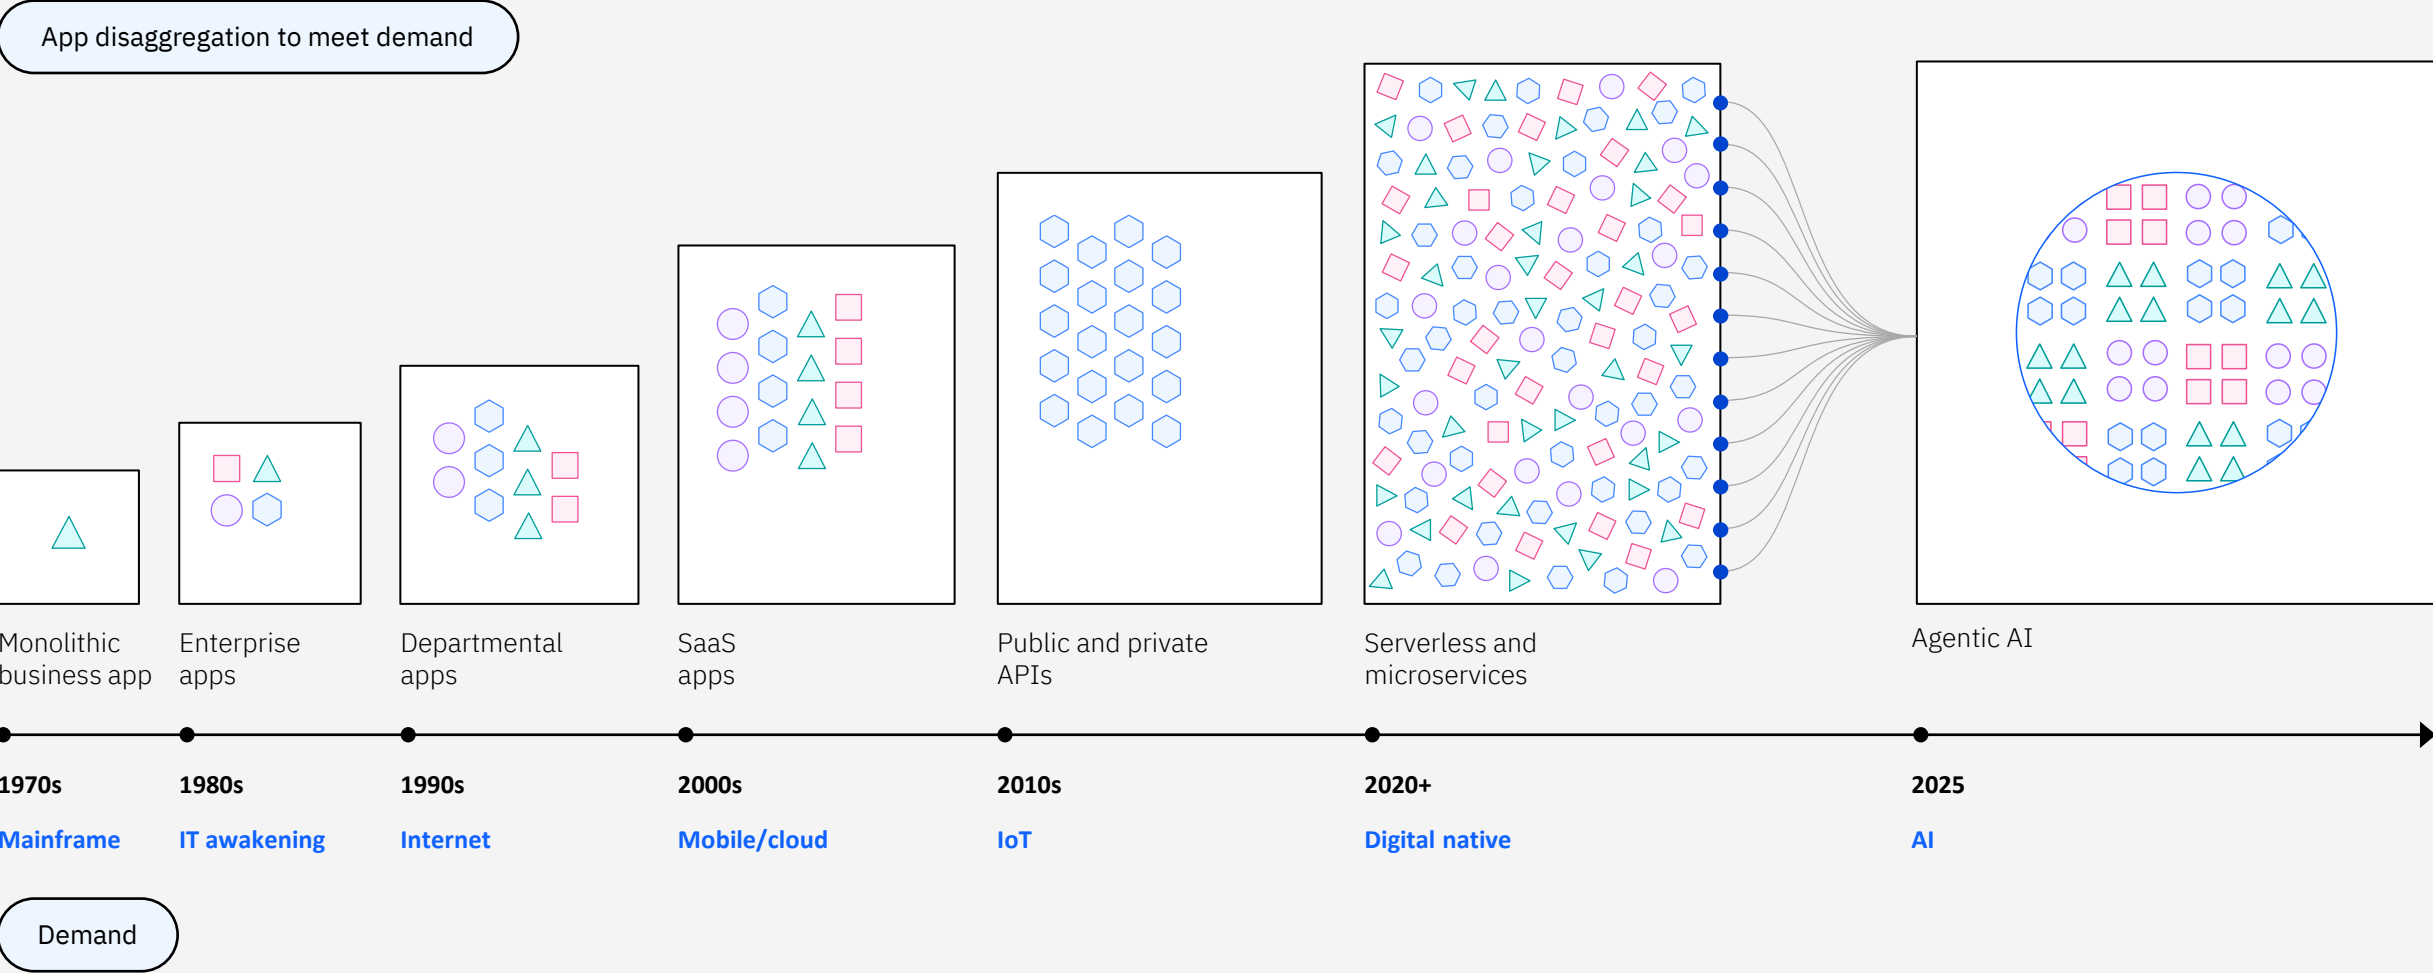 App disaggregation to meet demand
Monolithic
business app
Enterprise
apps
Departmental
apps
SaaS
apps
Public and private
APIs
Serverless and
microservices
Agentic AI
1970s
1980s
1990s
2000s
2010s
2020+
2025
Mainframe
IT awakening
Internet
Mobile/cloud
IoT
Digital native
AI
Demand